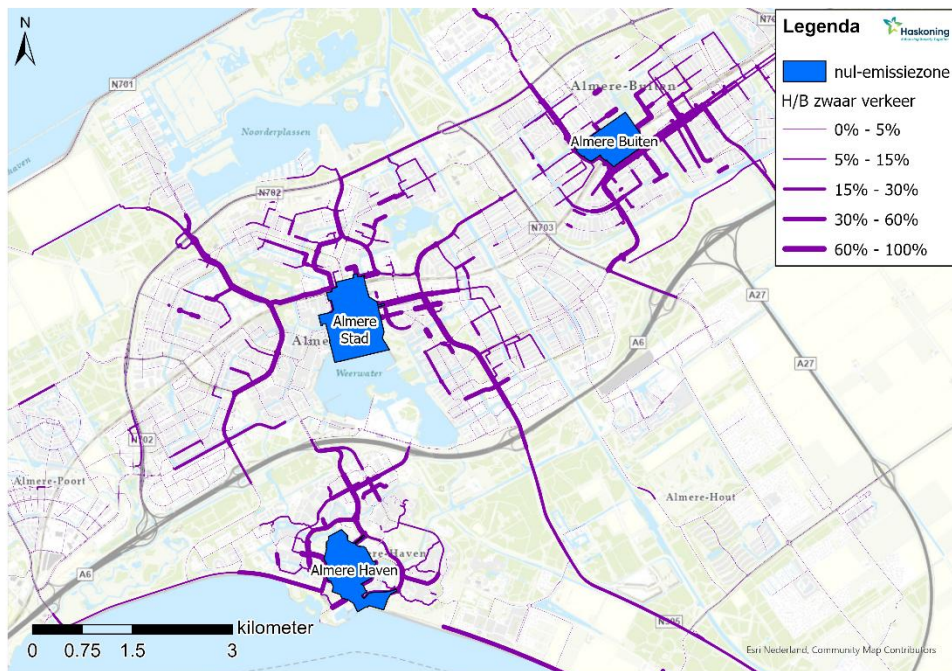 N
Legenda
Haskoning
nul-emissiezone
H/B zwaar verkeer
0% - 5%
5% - 15%
15% - 30%
30% - 60%
60% - 100%
N701
Noorderplassen
Almere-Buiten
Almere Buiten
N702
N703
Almere
Stad
Weerwater
A6
A27
A27
Almere-Poort
Almere-Hout
Almere Haven
A6
kilometer
0 0.75 1.5 3
Esri Nederland, Community Map Contributors